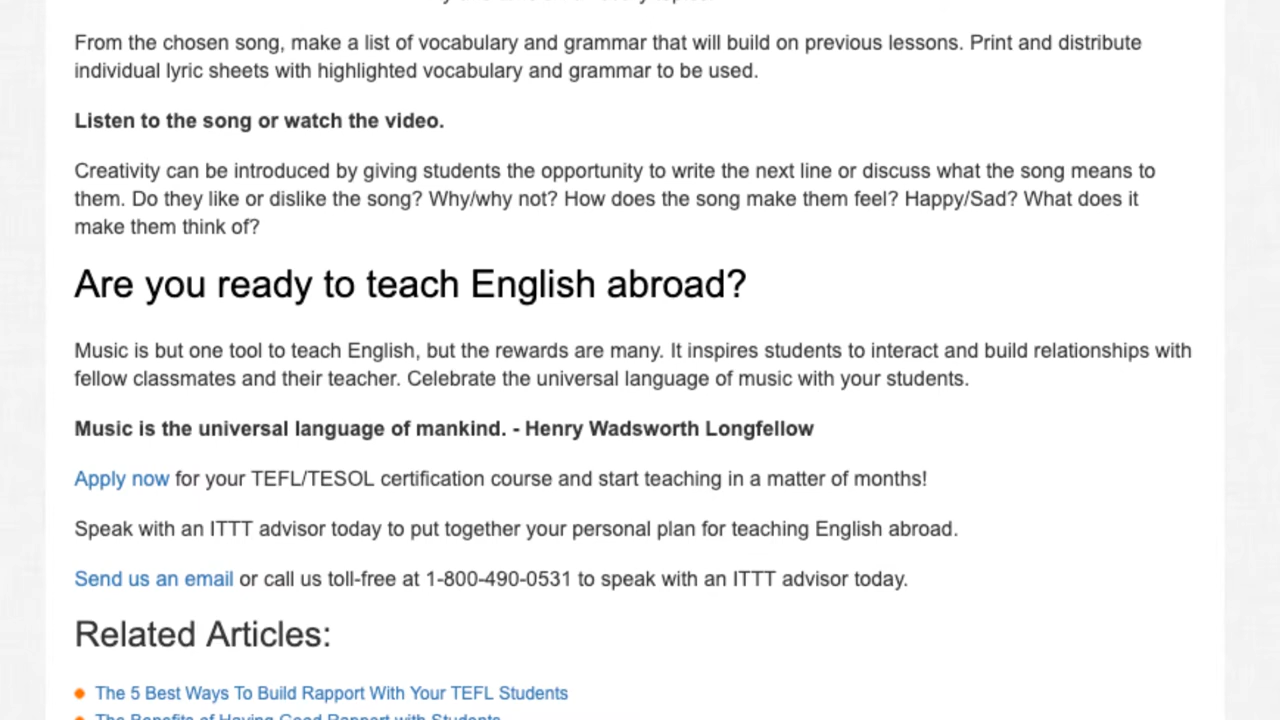 From the chosen song, make a list of vocabulary and grammar that will build on previous lessons. Print and distribute
individual lyric sheets with highlighted vocabulary and grammar to be used.
Listen to the song or watch the video.
Creativity can be introduced by giving students the opportunity to write the next line or discuss what the song means to
them. Do they like or dislike the song? Why/why not? How does the song make them feel? Happy/Sad? What does it
make them think of?
Are you ready to teach English abroad?
Music is but one tool to teach English, but the rewards are many. It inspires students to interact and build relationships with
fellow classmates and their teacher. Celebrate the universal language of music with your students.
Music is the universal language of mankind. - Henry Wadsworth Longfellow
Apply now for your TEFL/TESOL certification course and start teaching in a matter of months!
Speak with an ITTT advisor today to put together your personal plan for teaching English abroad.
Send us an email or call us toll-free at 1-800-490-0531 to speak with an ITTT advisor today.
Related Articles:
The 5 Best Ways To Build Rapport With Your TEFL Students
The Benefits of Having Good Rapport with Students